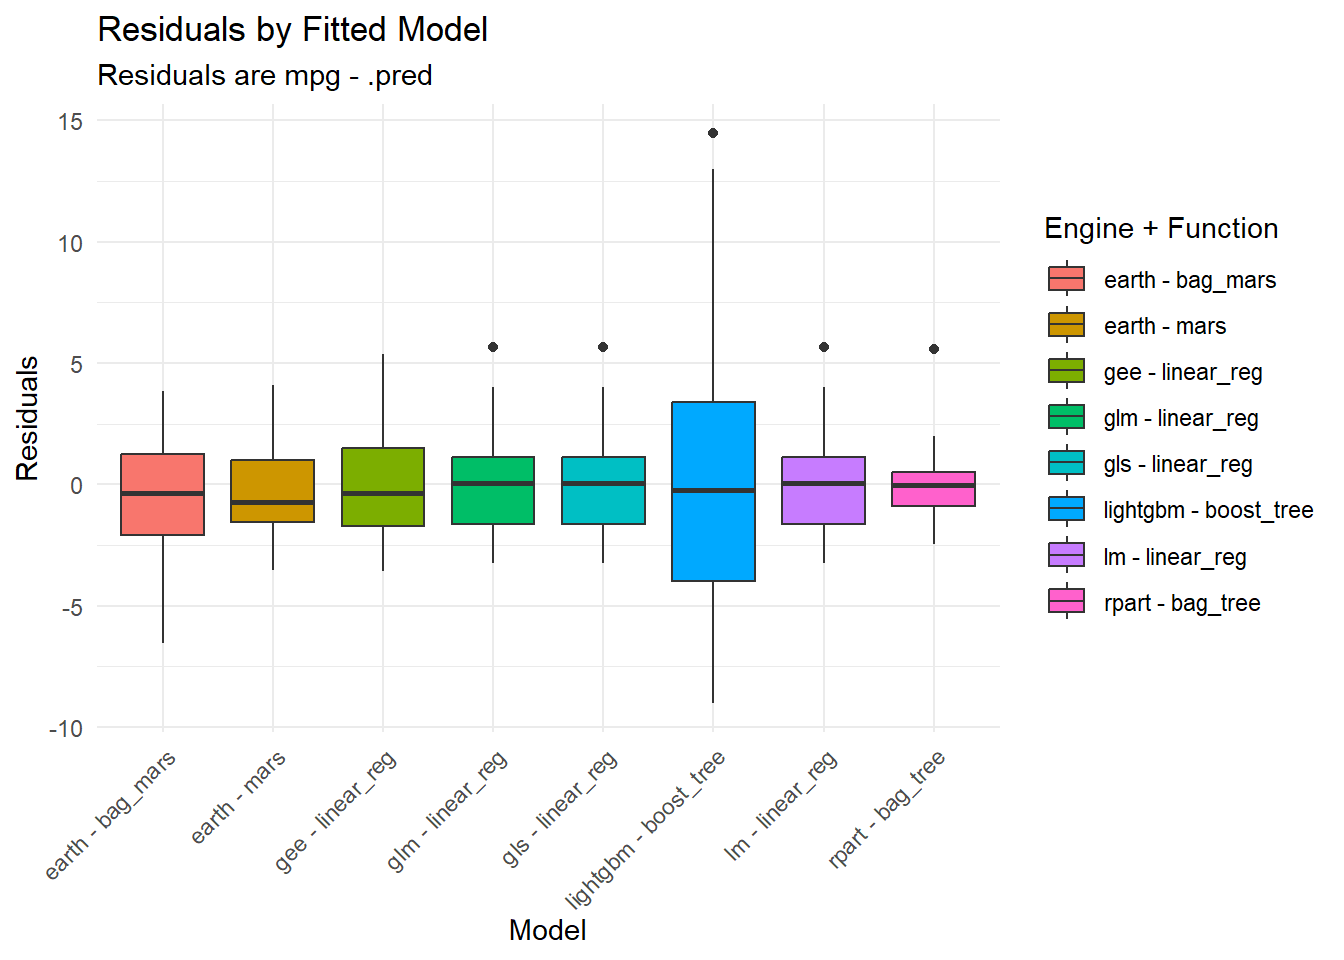 Residuals by Fitted Model
Residuals are mpg - .pred
15
10
5
0
-5
-10
Residuals
earth - bag_mars
earth - mars
gee - linear_reg
glm - linear_reg
gls - linear_reg
lightgbm - boost_tree
lm - linear_reg
rpart - bag_tree
Model
Engine + Function
earth - bag_mars
earth - mars
gee - linear_reg
glm - linear_reg
gls - linear_reg
lightgbm - boost_tree
lm - linear_reg
rpart - bag_tree